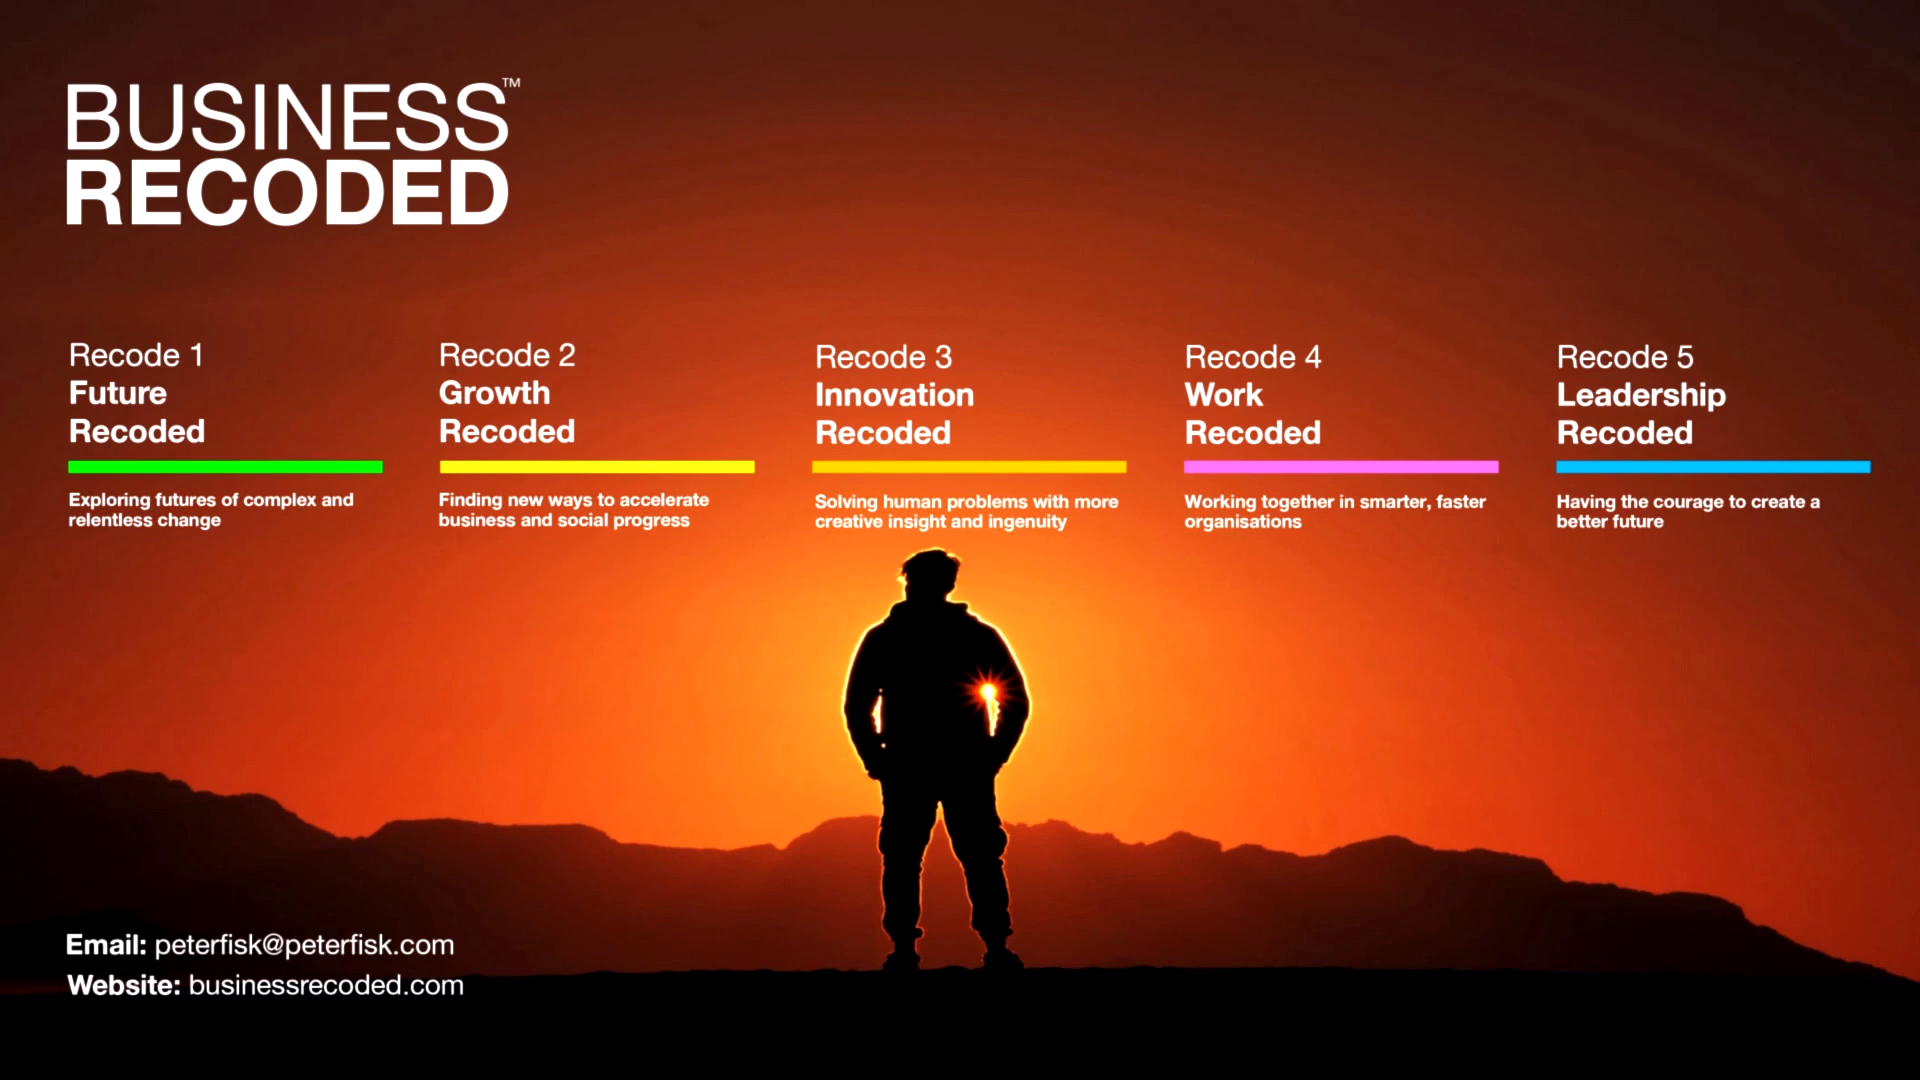 BUSINESS™
RECODED
Recode 1
Future
Recoded
Exploring futures of complex and
relentless change
Recode 2
Growth
Recoded
Finding new ways to accelerate
business and social progress
Recode 3
Innovation
Recoded
Solving human problems with more
creative insight and ingenuity
Recode 4
Work
Recoded
Working together in smarter, faster
organisations
Recode 5
Leadership
Recoded
Having the courage to create a
better future
Email: peterfisk@peterfisk.com
Website: businessrecoded.com